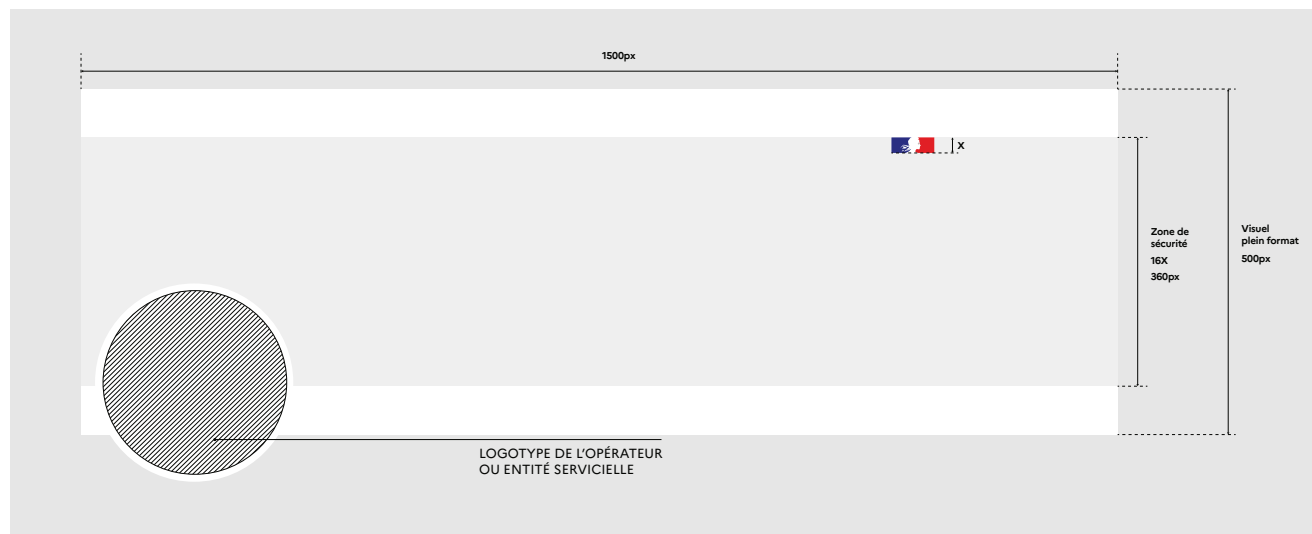 1500px
X
Zone de
sécurité
16X
360px
Visuel
plein format
500px
LOGOTYPE DE L'OPÉRATEUR
OU ENTITÉ SERVICIELLE